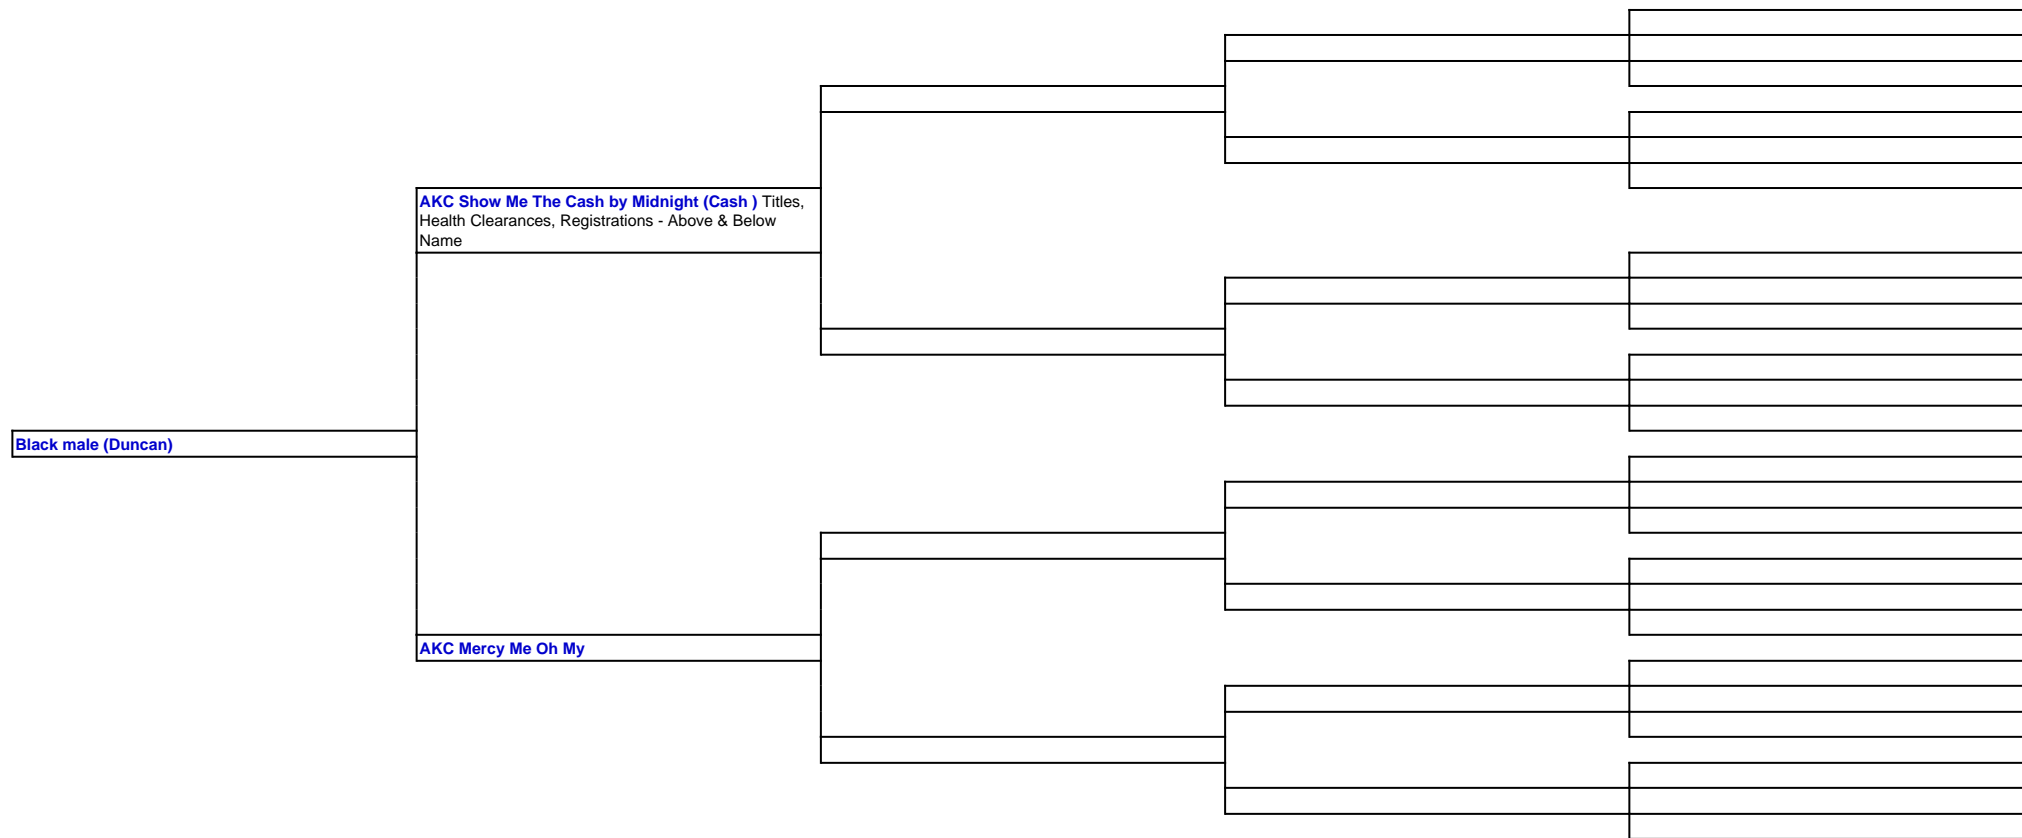 AKC Show Me The Cash by Midnight (Cash ) Titles,
Health Clearances, Registrations - Above & Below
Name
Black male (Duncan)
AKC Mercy Me Oh My